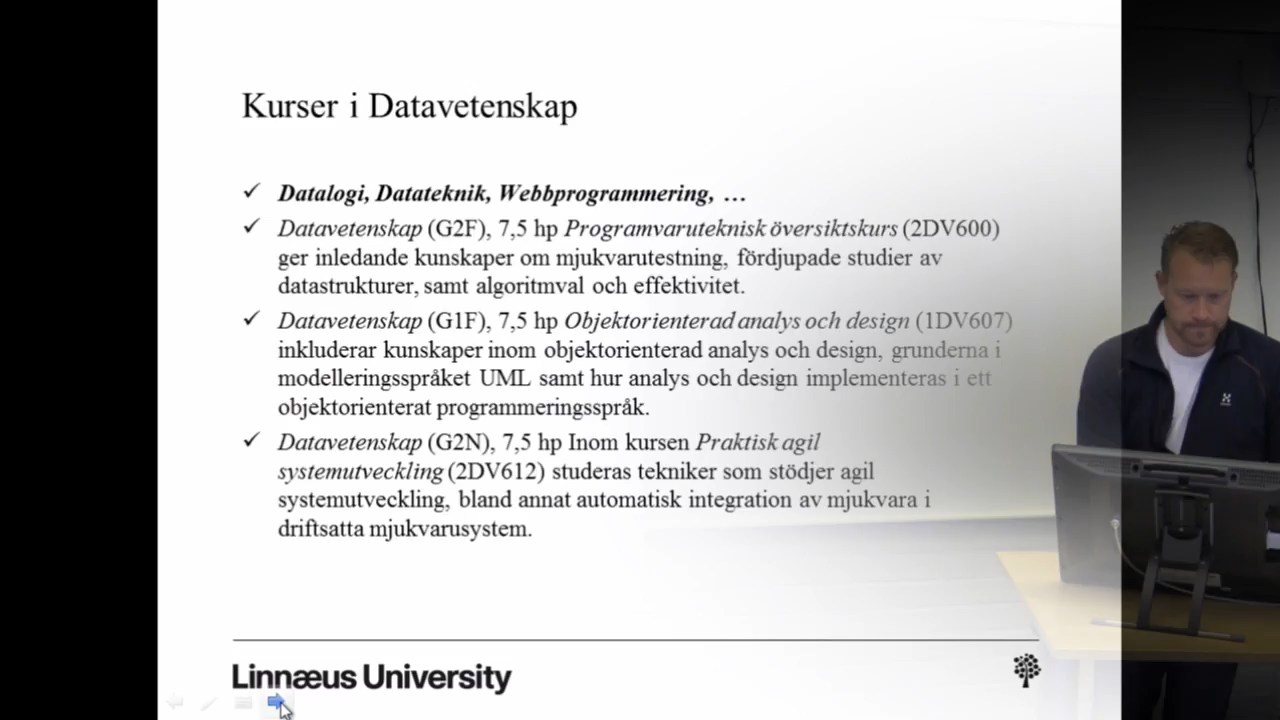 Kurser i Datavetenskap
Datalogi, Datateknik, Webbprogrammering, …
Datavetenskap (G2F), 7,5 hp Programvaruteknisk översiktskurs (2DV600)
ger inledande kunskaper om mjukvarutestning, fördjupade studier av
datastrukturer, samt algoritmval och effektivitet.
Datavetenskap (G1F), 7,5 hp Objektorienterad analys och design (1DV607)
inkluderar kunskaper inom objektorienterad analys och design, grunderna i
modelleringsspråket UML samt hur analys och design implementeras i ett
objektorienterat programmeringsspråk.
Datavetenskap (G2N), 7,5 hp Inom kursen Praktisk agil
systemutveckling (2DV612) studeras tekniker som stödjer agil
systemutveckling, bland annat automatisk integration av mjukvara i
driftsatta mjukvarusystem.
Linnæus University